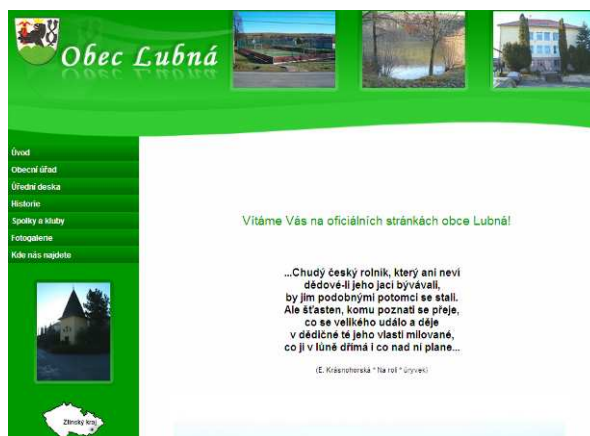 Obec Lubná
Úvod
Obecní úřad
Úřední deska
Historie
Spolky a kluby
Fotogalerie
Kde nás najdete
Vítáme Vás na oficiálních stránkách obce Lubná!
...Chudý český rolník, který ani neví
dědové-li jeho jací bývávali,
by jim podobnými potomci se stali.
Ale šťasten, komu poznati se přeje,
co se velikého událo a děje
v dědičné té jeho vlasti milované,
co jí v lůně dřímá i co nad ní plane...
(E. Krásnohorská * Na roli * úryvek)
Zlínský kraj